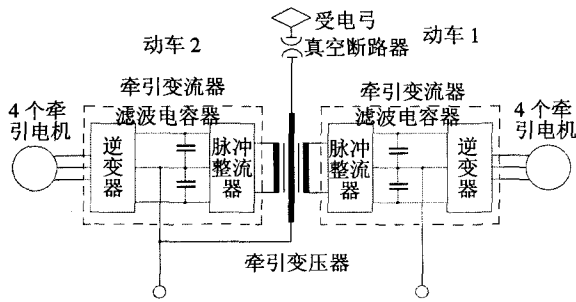 受电弓
真空断路器
动车2
动车1
牵引变流器
滤波电容器
牵引变流器
滤波电容器
4个牵
引电机
4个牵
引电机
逆
变
器
脉冲
整流
器
脉冲
整流
器
逆
变
器
牵引变压器